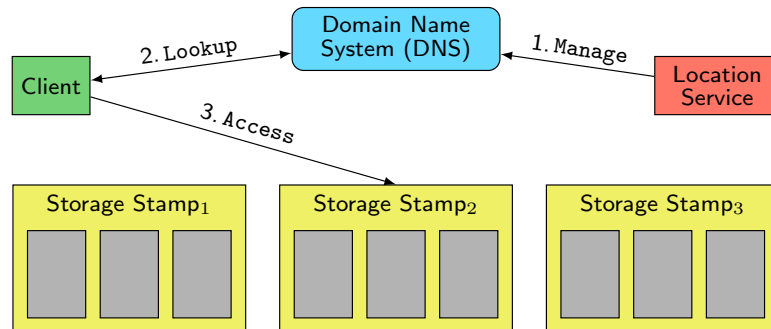 Domain Name
System (DNS)
2. Lookup
1. Manage
Client
Location
Service
3. Access
Storage Stamp₁
Storage Stamp₂
Storage Stamp₃